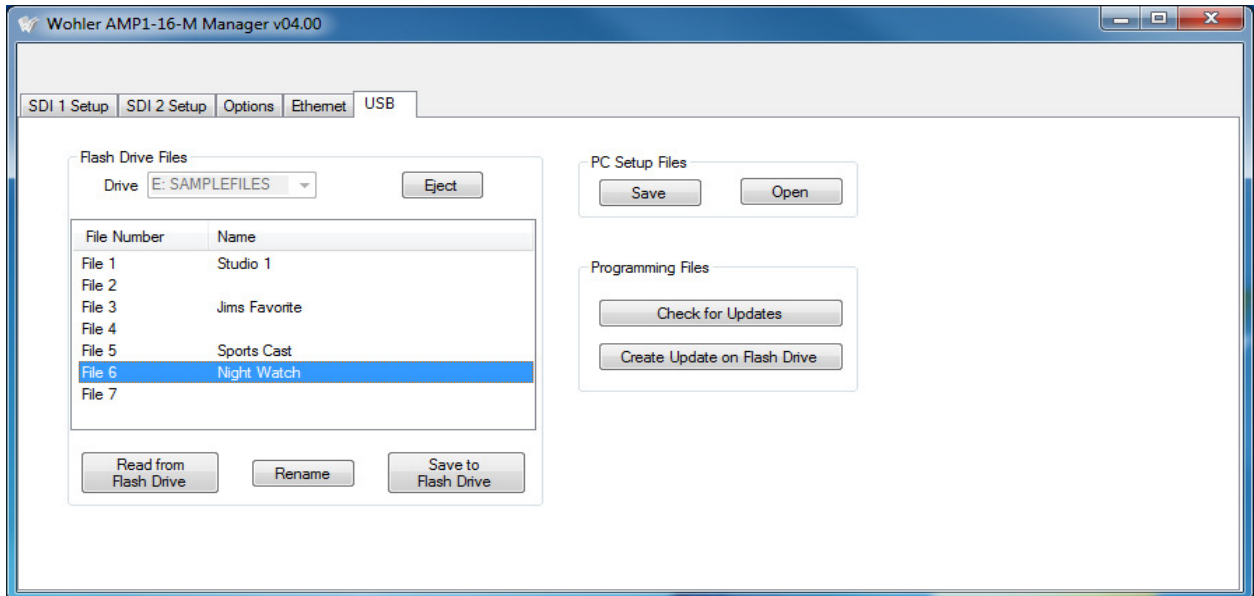 Wohler AMP1-16-M Manager v04.00
SDI 1 Setup SDI 2 Setup Options Ethernet USB
Flash Drive Files
Drive E: SAMPLEFILES Eject
File Number Name
File 1 Studio 1
File 2
File 3 Jims Favorite
File 4
File 5 Sports Cast
File 6 Night Watch
File 7
Read from
Flash Drive
Rename
Save to
Flash Drive
PC Setup Files
Save Open
Programming Files
Check for Updates
Create Update on Flash Drive